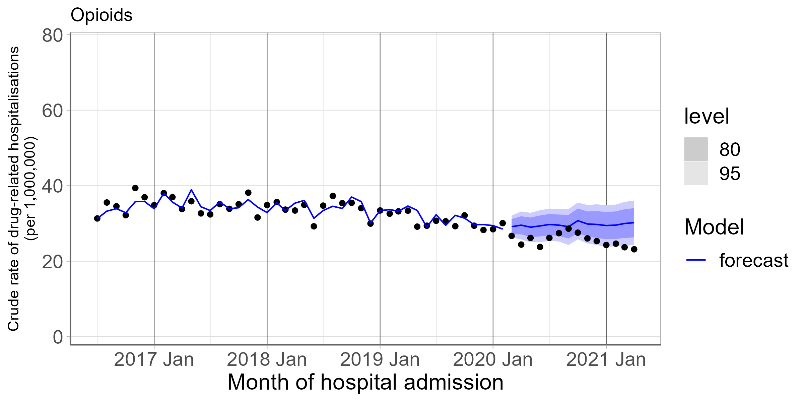 Opioids
Crude rate of drug-related hospitalisations
(per 1,000,000)
80
60
40
20
0
2017 Jan
2018 Jan
2019 Jan
2020 Jan
2021 Jan
Month of hospital admission
level
80
95
Model
forecast